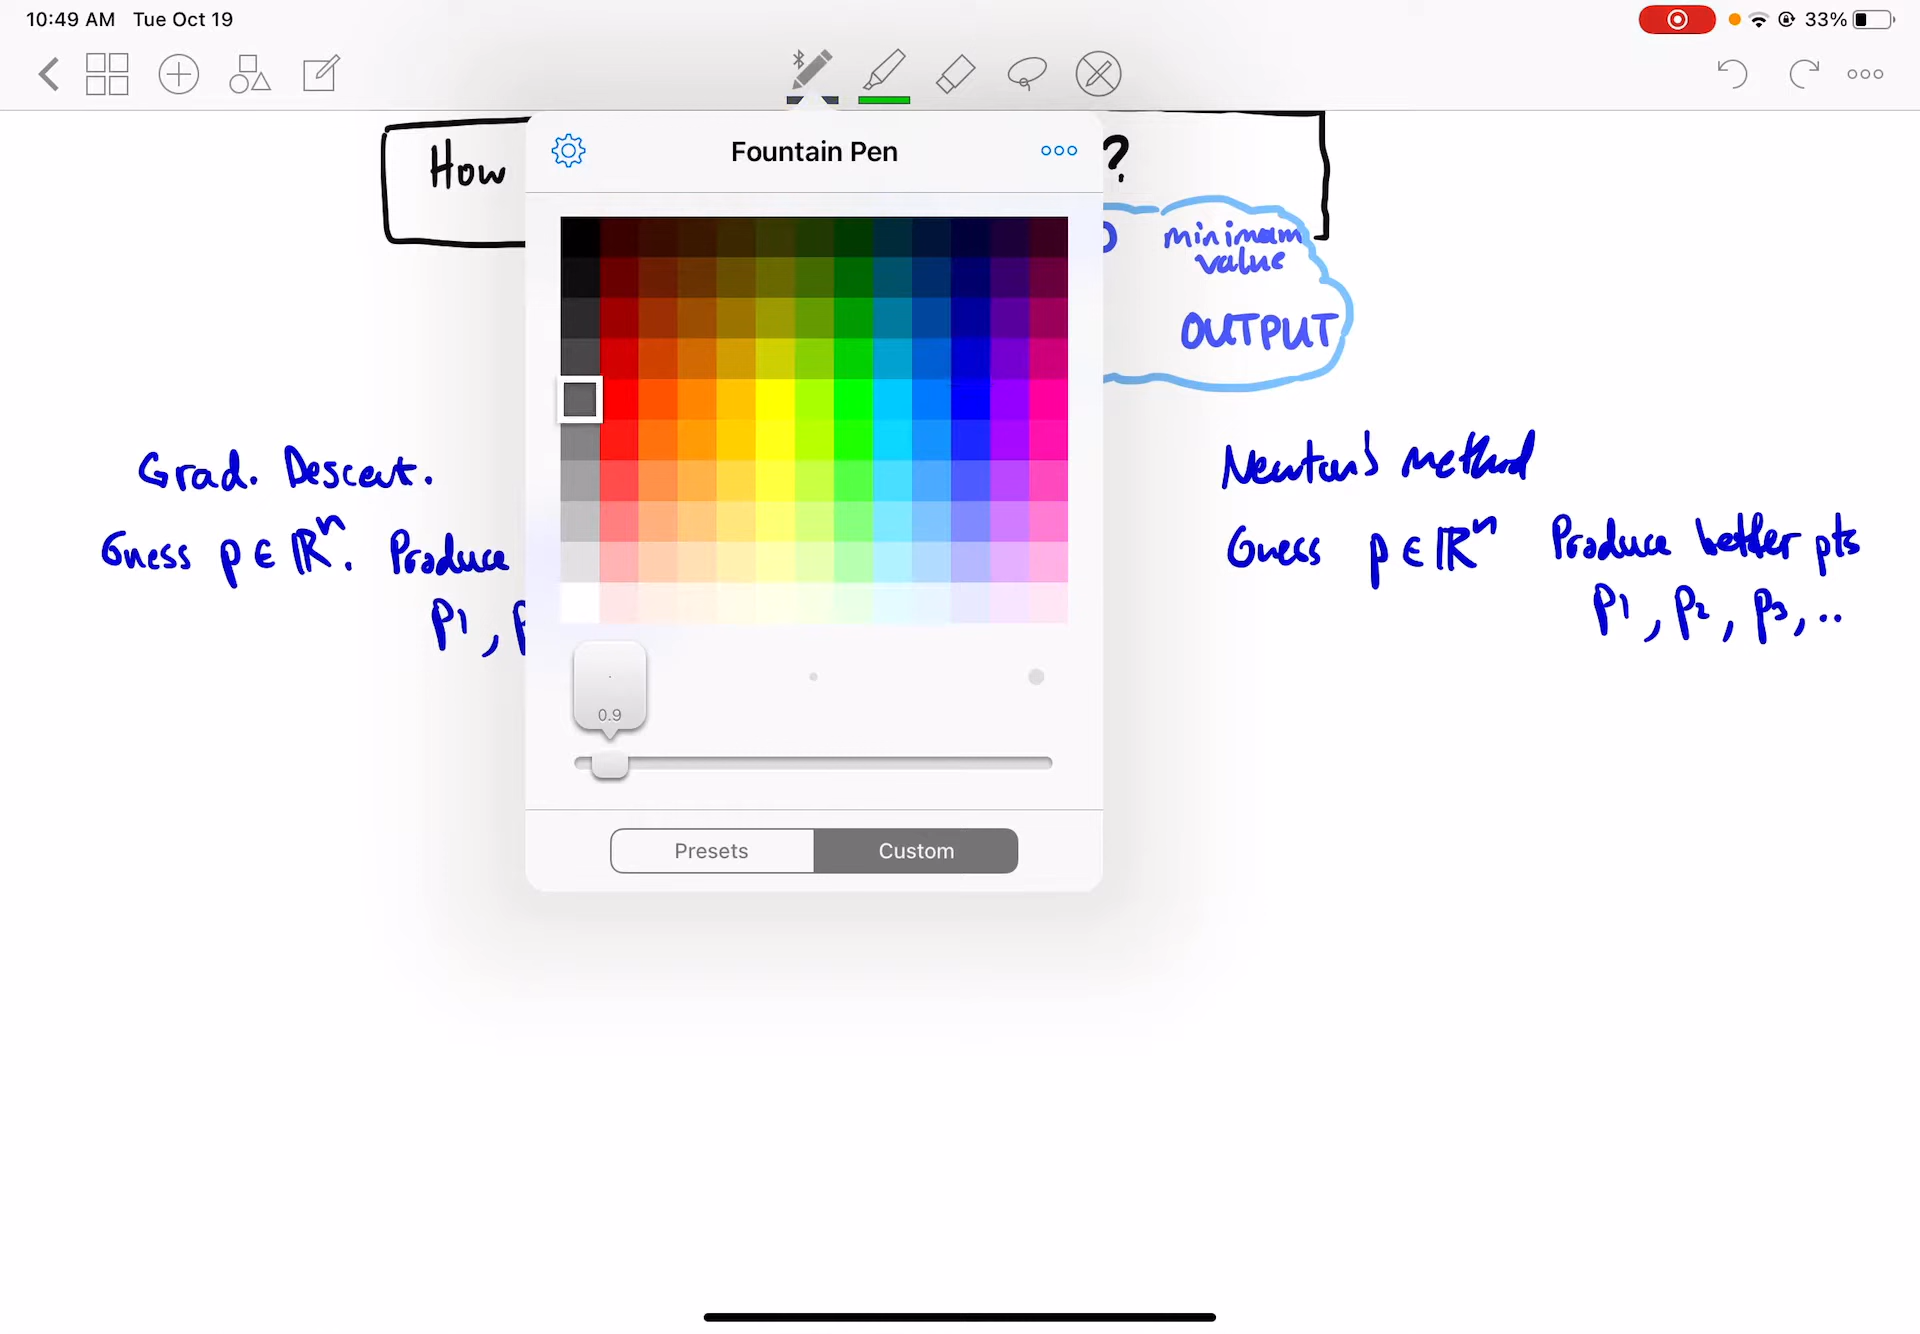 10:49 AM Tue Oct 19
33%
Fountain Pen
How
?
minimum
value
OUTPUT
Grad. Descent.
Guess p ∈ ℝⁿ. Produce
P1, P
Newton's method
Guess p ∈ ℝⁿ Produce better pts
P1, P2, P3, ..
0.9
Presets
Custom